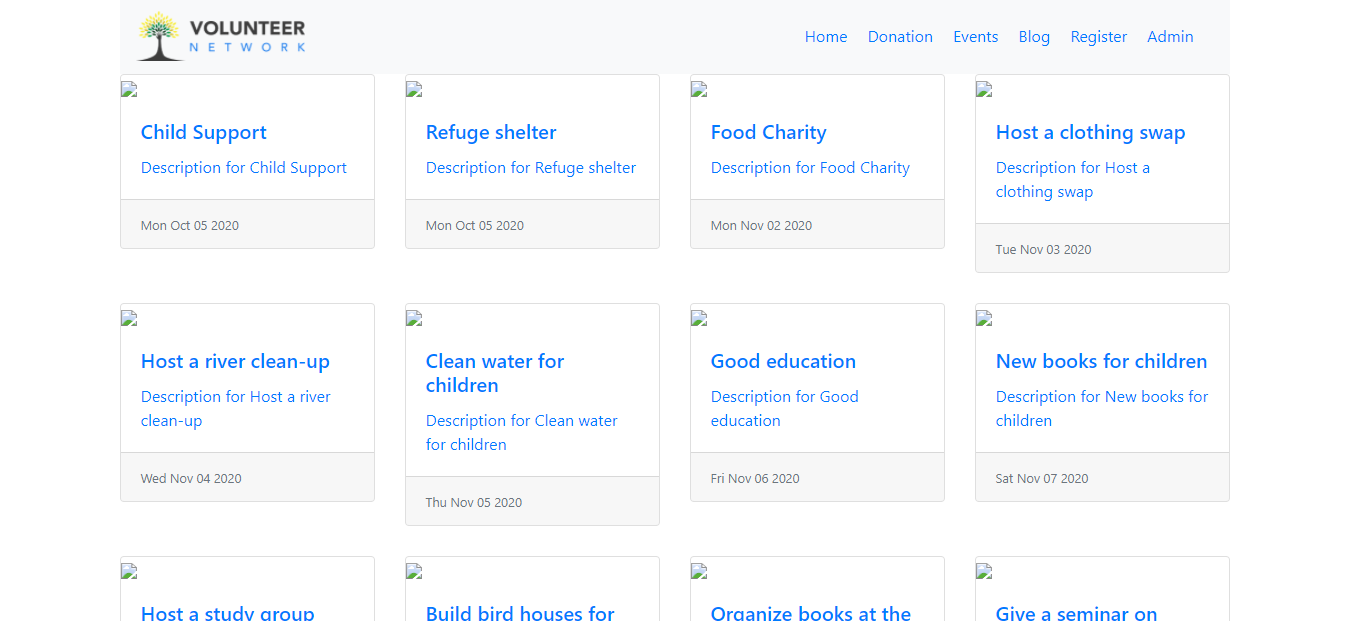 VOLUNTEER
NETWORK
Home Donation Events Blog Register Admin
Child Support
Description for Child Support
Mon Oct 05 2020
Refuge shelter
Description for Refuge shelter
Mon Oct 05 2020
Food Charity
Description for Food Charity
Mon Nov 02 2020
Host a clothing swap
Description for Host a
clothing swap
Tue Nov 03 2020
Host a river clean-up
Description for Host a river
clean-up
Wed Nov 04 2020
Clean water for
children
Description for Clean water
for children
Thu Nov 05 2020
Good education
Description for Good
education
Fri Nov 06 2020
New books for children
Description for New books for
children
Sat Nov 07 2020
Host a study group
Build bird houses for
Organize books at the
Give a seminar on